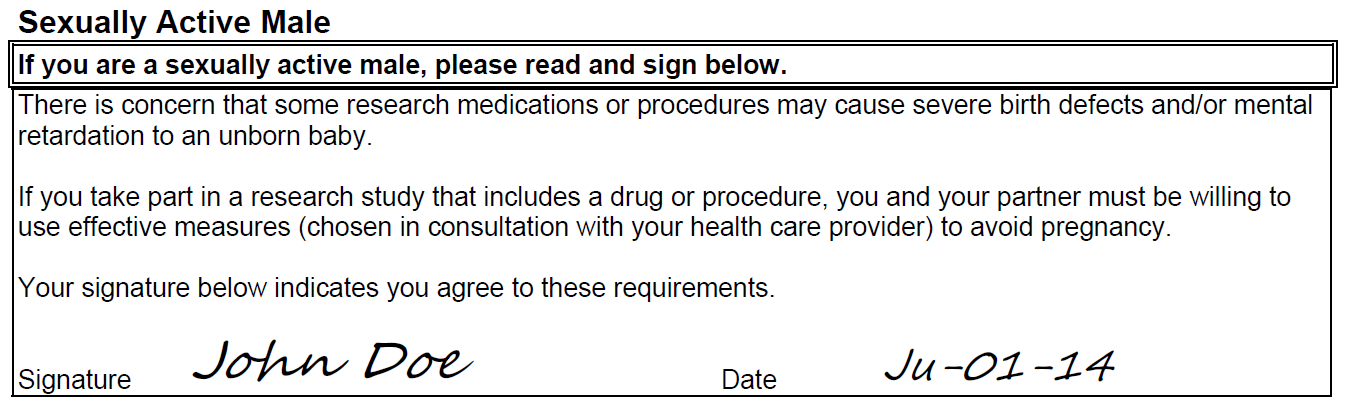 Sexually Active Male
If you are a sexually active male, please read and sign below.
There is concern that some research medications or procedures may cause severe birth defects and/or mental
retardation to an unborn baby.
If you take part in a research study that includes a drug or procedure, you and your partner must be willing to
use effective measures (chosen in consultation with your health care provider) to avoid pregnancy.
Your signature below indicates you agree to these requirements.
Signature John Doe Date Ju-01-14